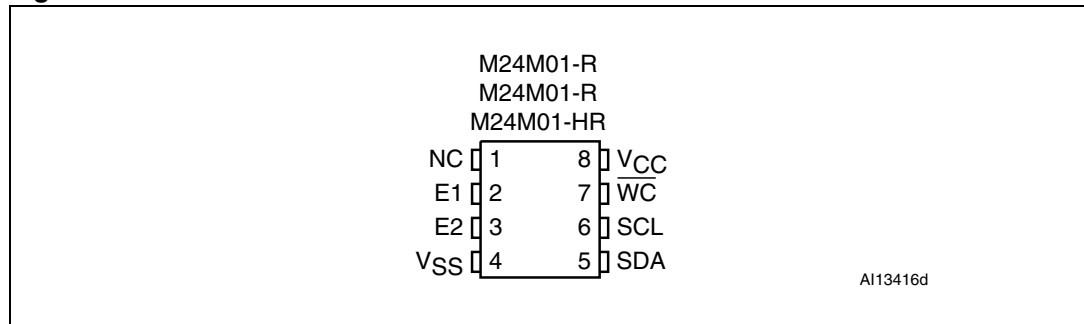 M24M01-R
M24M01-R
M24M01-HR
NC 1 8 VCC
E1 2 7 W̅C̅
E2 3 6 SCL
VSS 4 5 SDA
AI13416d